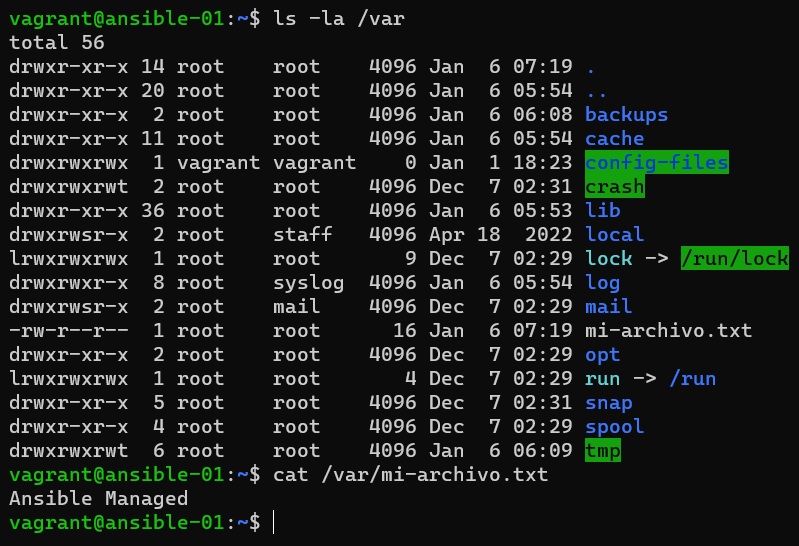 vagrant@ansible-01:~$ ls -la /var
total 56
drwxr-xr-x 14 root    root    4096 Jan  6 07:19 .
drwxr-xr-x 20 root    root    4096 Jan  6 05:54 ..
drwxr-xr-x  2 root    root    4096 Jan  6 06:08 backups
drwxr-xr-x 11 root    root    4096 Jan  6 05:54 cache
drwxrwxrwx  1 vagrant vagrant    0 Jan  1 18:23 config-files
drwxrwxrwt  2 root    root    4096 Dec  7 02:31 crash
drwxr-xr-x 36 root    root    4096 Jan  6 05:53 lib
drwxrwsr-x  2 root    staff   4096 Apr 18  2022 local
lrwxrwxrwx  1 root    root       9 Dec  7 02:29 lock -> /run/lock
drwxrwxr-x  8 root    syslog  4096 Jan  6 05:54 log
drwxrwsr-x  2 root    mail    4096 Dec  7 02:29 mail
-rw-r--r--  1 root    root      16 Jan  6 07:19 mi-archivo.txt
drwxr-xr-x  2 root    root    4096 Dec  7 02:29 opt
lrwxrwxrwx  1 root    root       4 Dec  7 02:29 run -> /run
drwxr-xr-x  5 root    root    4096 Dec  7 02:31 snap
drwxr-xr-x  4 root    root    4096 Dec  7 02:29 spool
drwxrwxrwt  6 root    root    4096 Jan  6 06:09 tmp
vagrant@ansible-01:~$ cat /var/mi-archivo.txt
Ansible Managed
vagrant@ansible-01:~$